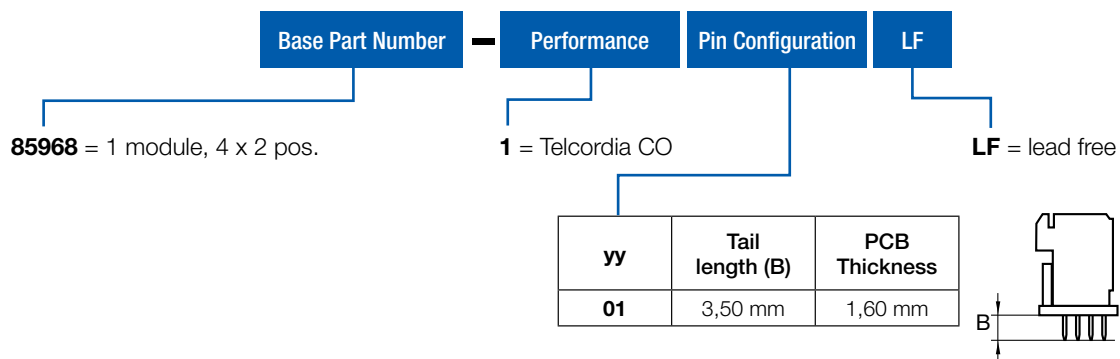 Base Part Number – Performance Pin Configuration LF
85968 = 1 module, 4 x 2 pos.
1 = Telcordia CO
LF = lead free
yy Tail length (B) PCB Thickness
01 3,50 mm 1,60 mm
B